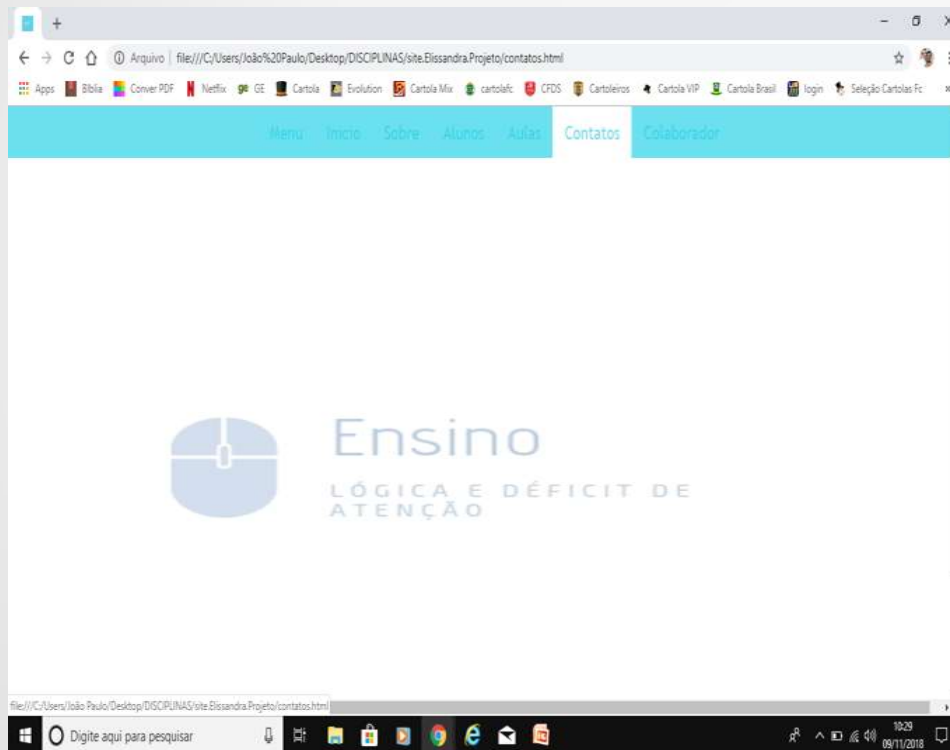 Arquivo | file:///C:/Users/João%20Paulo/Desktop/DISCIPLINAS/site.Elissandra.Projeto/contatos.html
Apps Bíblia Conver PDF Netflix GE Cartola Evolution Cartola Mix cartolafc CFDS Cartoleiros Cartola VIP Cartola Brasil login Seleção Cartolas Fc
Menu Inicio Sobre Alunos Aulas Contatos Colaborador
Ensino
LÓGICA E DÉFICIT DE
ATENÇÃO
file:///C:/Users/João Paulo/Desktop/DISCIPLINAS/site.Elissandra.Projeto/contatos.html
Digite aqui para pesquisar
10:29
09/11/2018